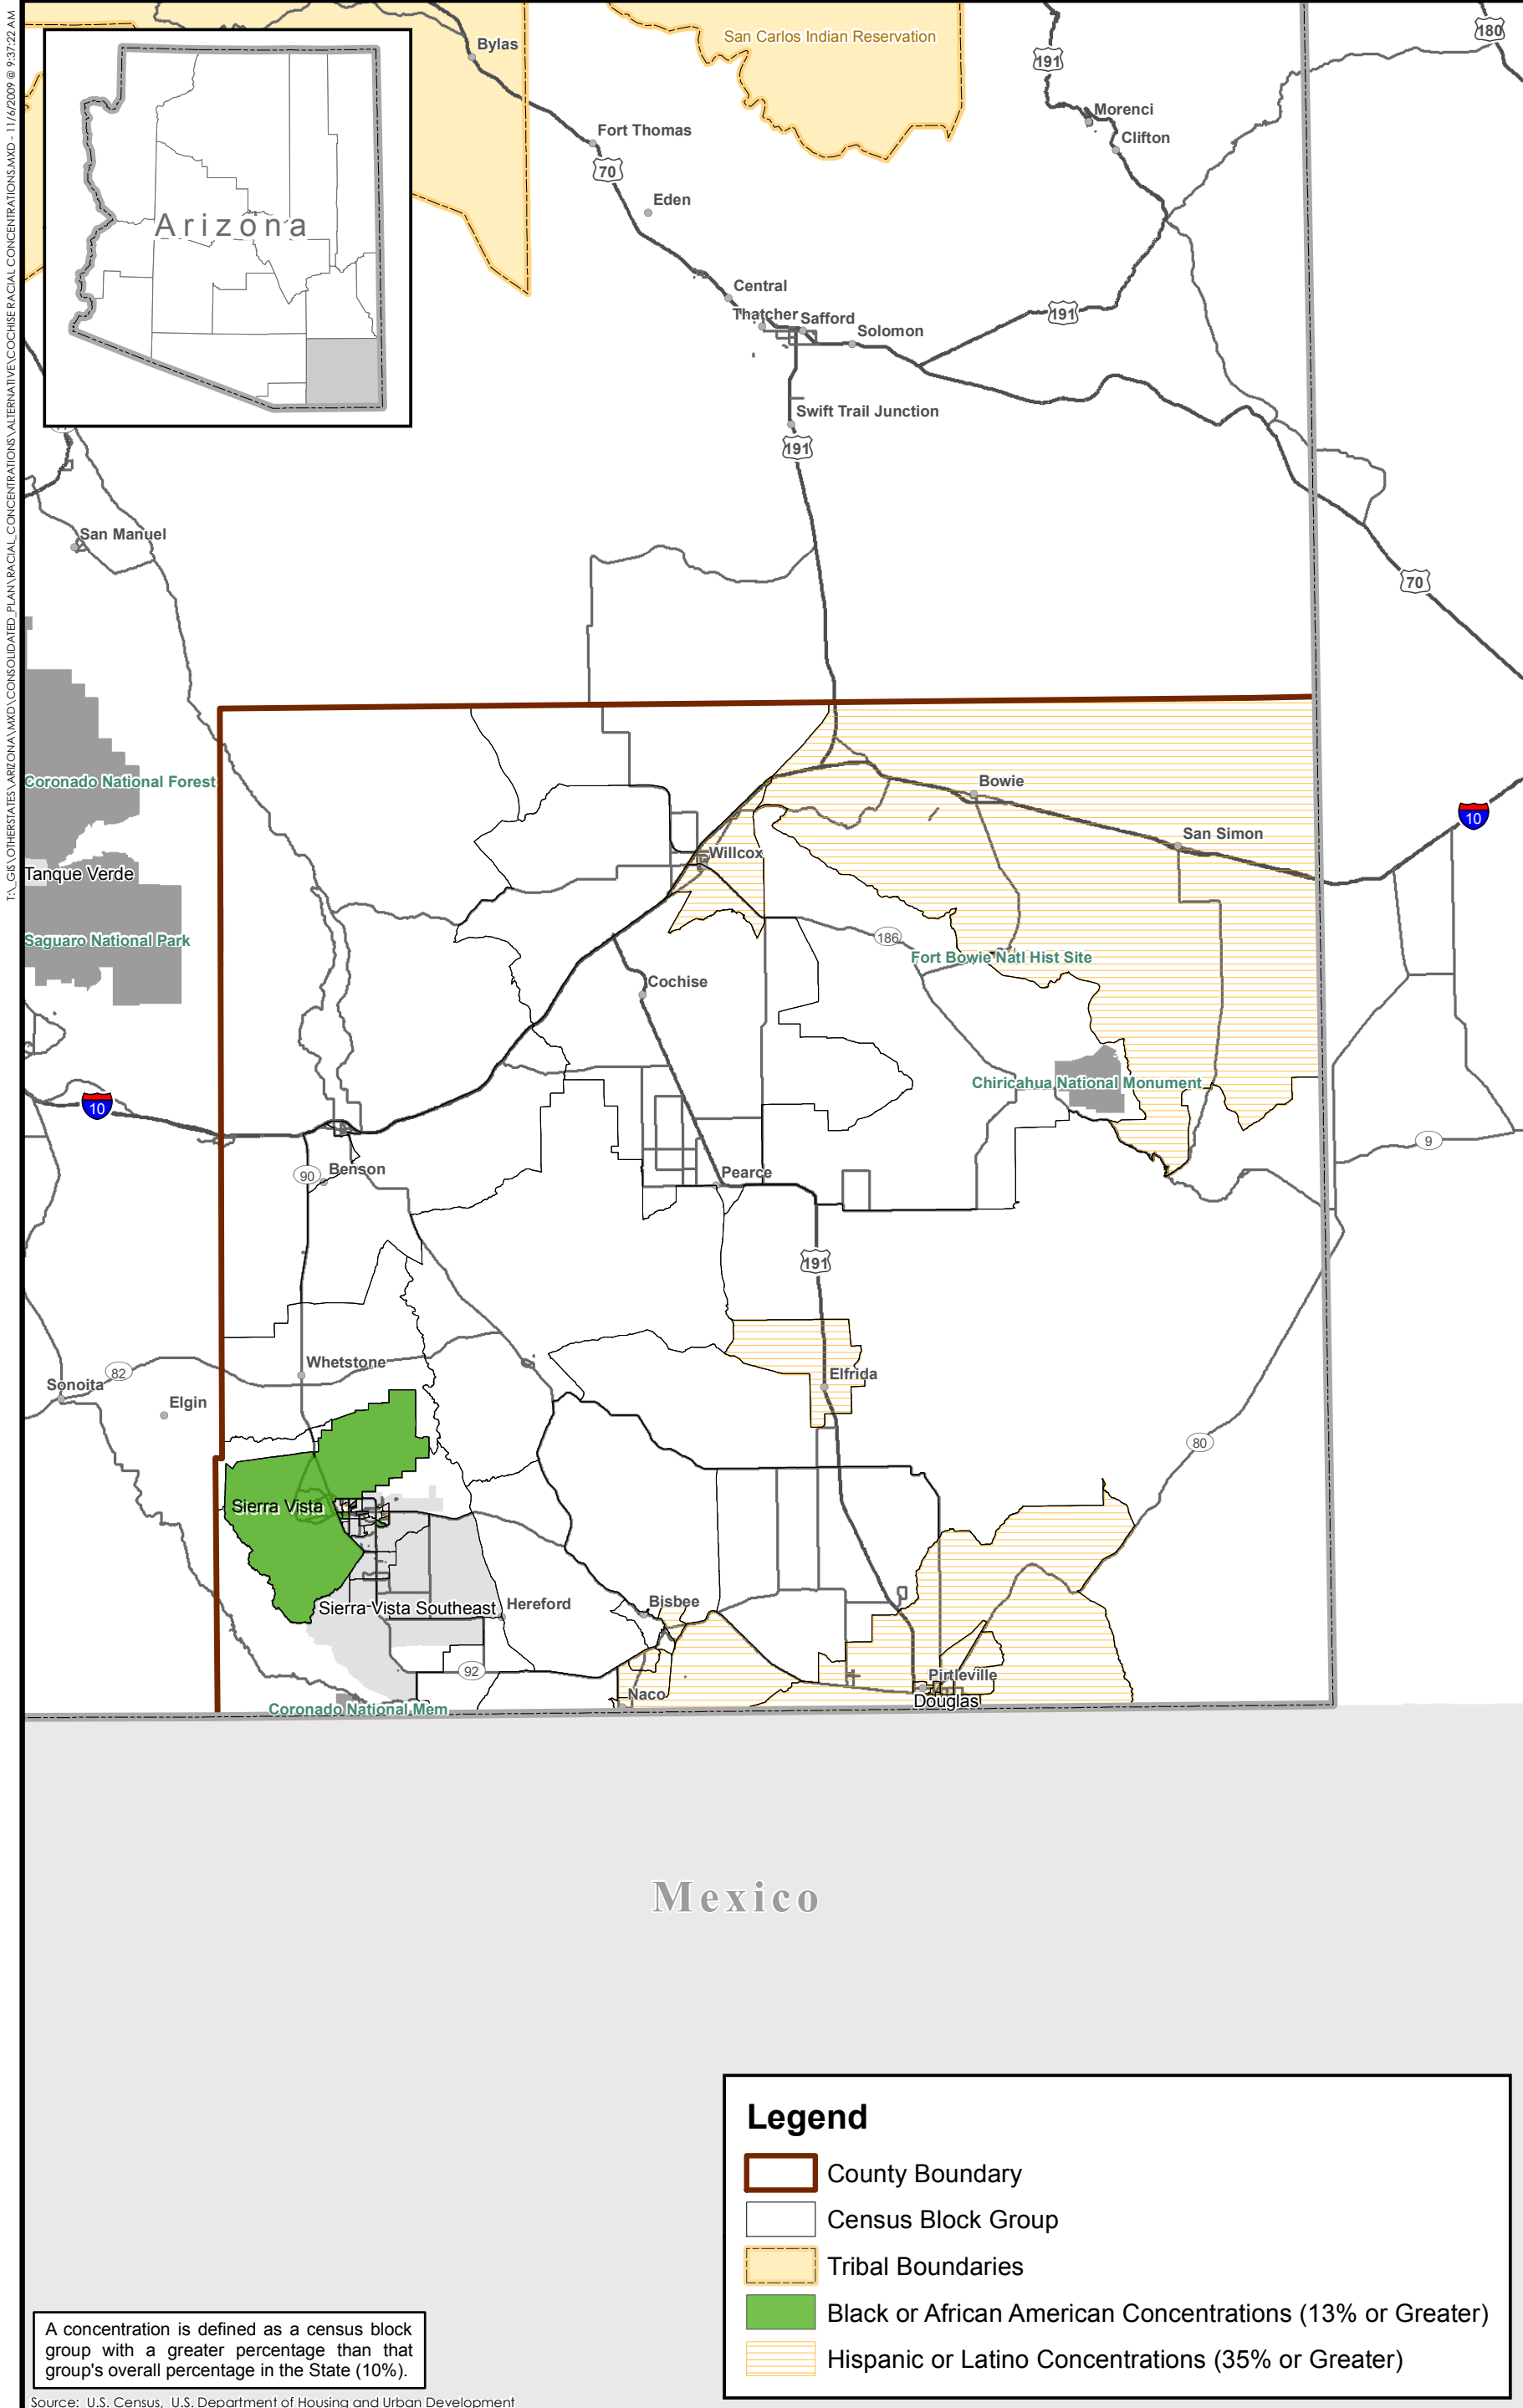 T:\_GIS\OTHERSTATES\ARIZONA\MXD\CONSOLIDATED_PLAN\RACIAL_CONCENTRATIONS\ALTERNATIVE\COCHISE RACIAL CONCENTRATIONS.MXD - 11/6/2009 @ 9:37:22 AM
San Carlos Indian Reservation
180
Bylas
191
Morenci
Fort Thomas
Clifton
70
Eden
Arizona
Central
Thatcher
Safford
Solomon
191
Swift Trail Junction
191
San Manuel
70
Coronado National Forest
Bowie
10
San Simon
Willcox
Tanque Verde
186
Saguaro National Park
Fort Bowie Natl Hist Site
Cochise
Chiricahua National Monument
10
9
Benson
90
Pearce
191
Whetstone
82
Sonoita
Elfrida
Elgin
80
Sierra Vista
Sierra Vista Southeast
Hereford
Bisbee
92
Pirtleville
Naco
Douglas
Coronado National Mem
Mexico
Legend
County Boundary
Census Block Group
Tribal Boundaries
Black or African American Concentrations (13% or Greater)
Hispanic or Latino Concentrations (35% or Greater)
A concentration is defined as a census block
group with a greater percentage than that
group's overall percentage in the State (10%).
Source: U.S. Census, U.S. Department of Housing and Urban Development